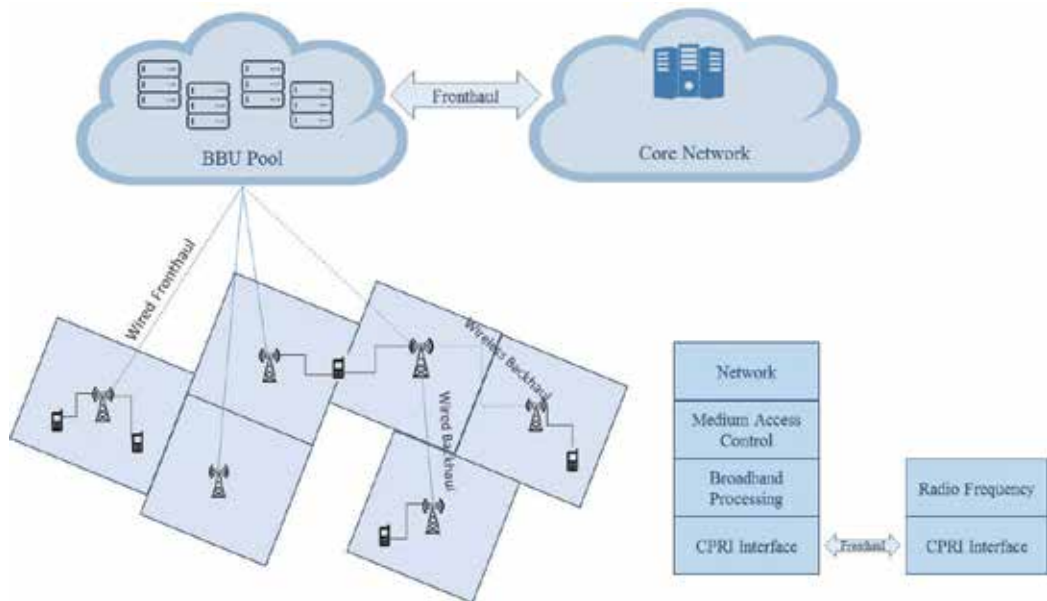 Fronthaul
BBU Pool
Core Network
Wired Fronthaul
Wireless Backhaul
Wired Backhaul
Network
Medium Access
Control
Broadband
Processing
Radio Frequency
CPRI Interface
Fronthaul
CPRI Interface